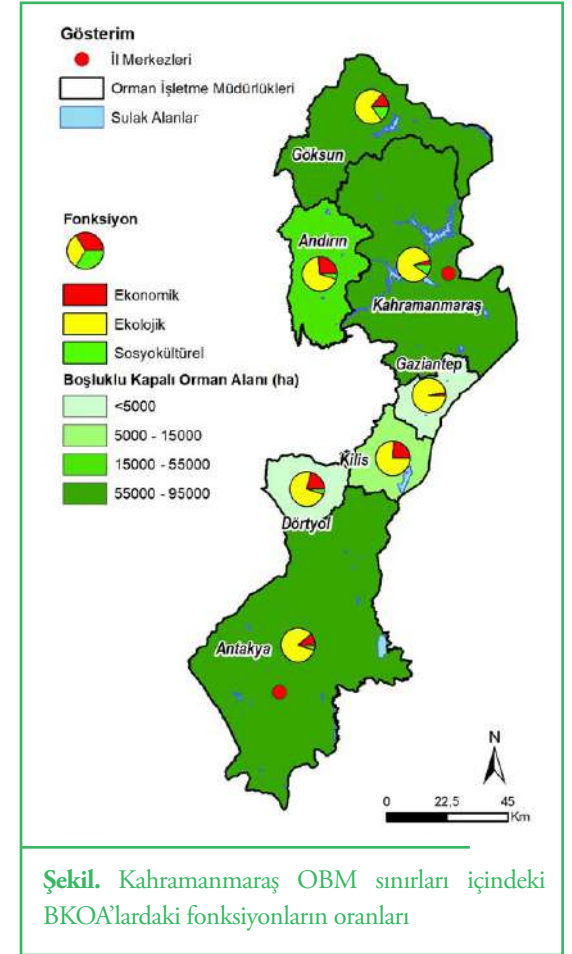 Gösterim
İl Merkezleri
Orman İşletme Müdürlükleri
Sulak Alanlar
Fonksiyon
Ekonomik
Ekolojik
Sosyokültürel
Boşluklu Kapalı Orman Alanı (ha)
<5000
5000 - 15000
15000 - 55000
55000 - 95000
Göksun
Andırın
Kahramanmaraş
Gaziantep
Kilis
Dörtyol
Antakya
N
0 22,5 45
Km
Şekil. Kahramanmaraş OBM sınırları içindeki
BKOA'lardaki fonksiyonların oranları